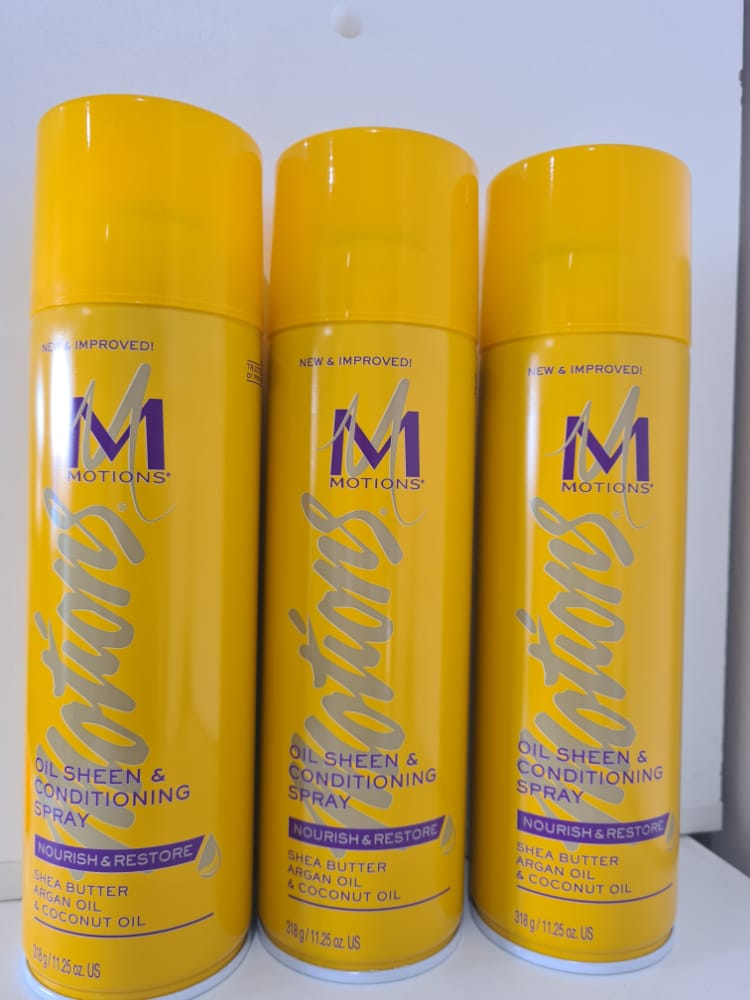 NEW & IMPROVED!
M
MOTIONS®
Motions®
OIL SHEEN &
CONDITIONING
SPRAY
NOURISH & RESTORE
SHEA BUTTER
ARGAN OIL
& COCONUT OIL
318g / 11.25 oz. US
NEW & IMPROVED!
M
MOTIONS®
Motions®
OIL SHEEN &
CONDITIONING
SPRAY
NOURISH & RESTORE
SHEA BUTTER
ARGAN OIL
& COCONUT OIL
318g / 11.25 oz. US
NEW & IMPROVED!
M
MOTIONS®
Motions®
OIL SHEEN &
CONDITIONING
SPRAY
NOURISH & RESTORE
SHEA BUTTER
ARGAN OIL
& COCONUT OIL
318g / 11.25 oz. US